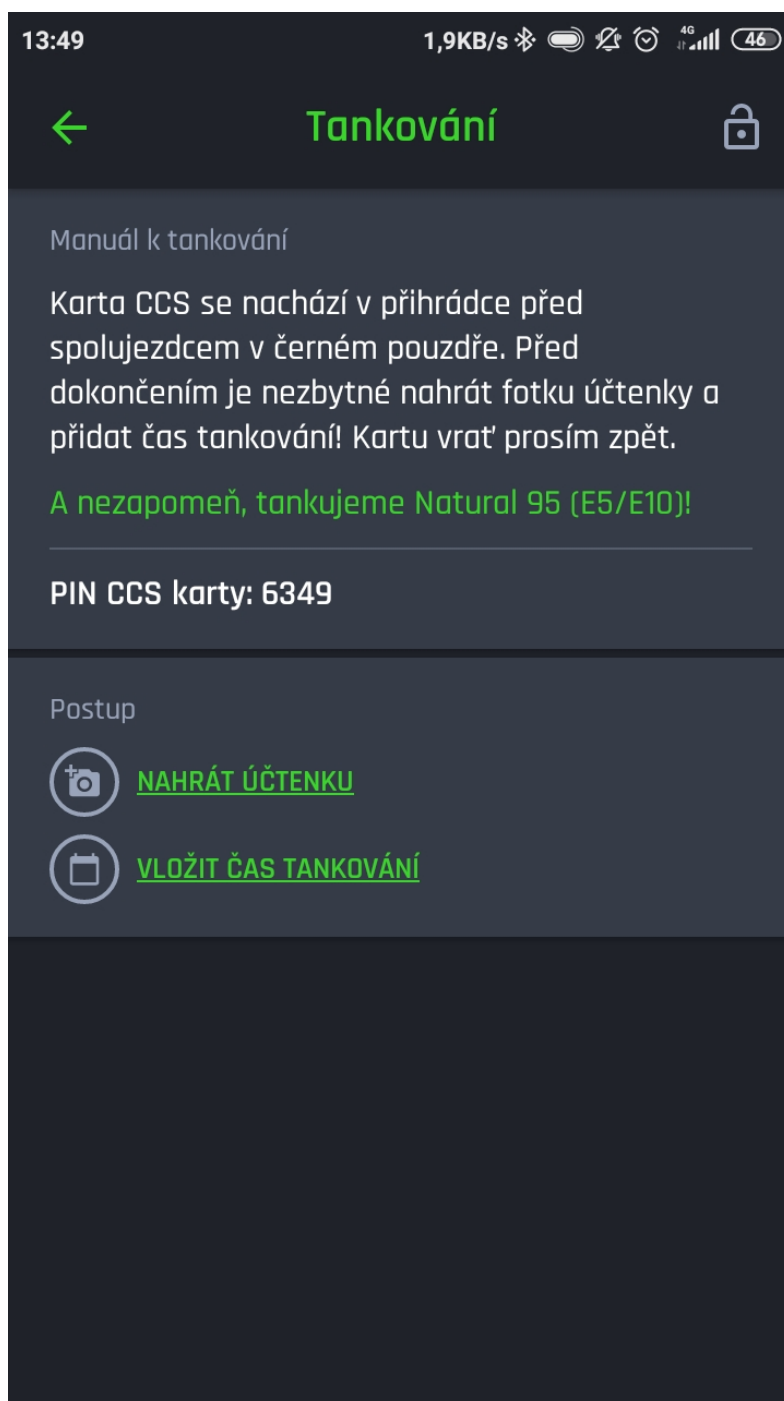 13:49
1,9KB/s
4G
46
Tankování
Manuál k tankování
Karta CCS se nachází v přihrádce před
spolujezdcem v černém pouzdře. Před
dokončením je nezbytné nahrát fotku účtenky a
přidat čas tankování! Kartu vrať prosím zpět.
A nezapomeň, tankujeme Natural 95 (E5/E10)!
PIN CCS karty: 6349
Postup
NAHRÁT ÚČTENKU
VLOŽIT ČAS TANKOVÁNÍ